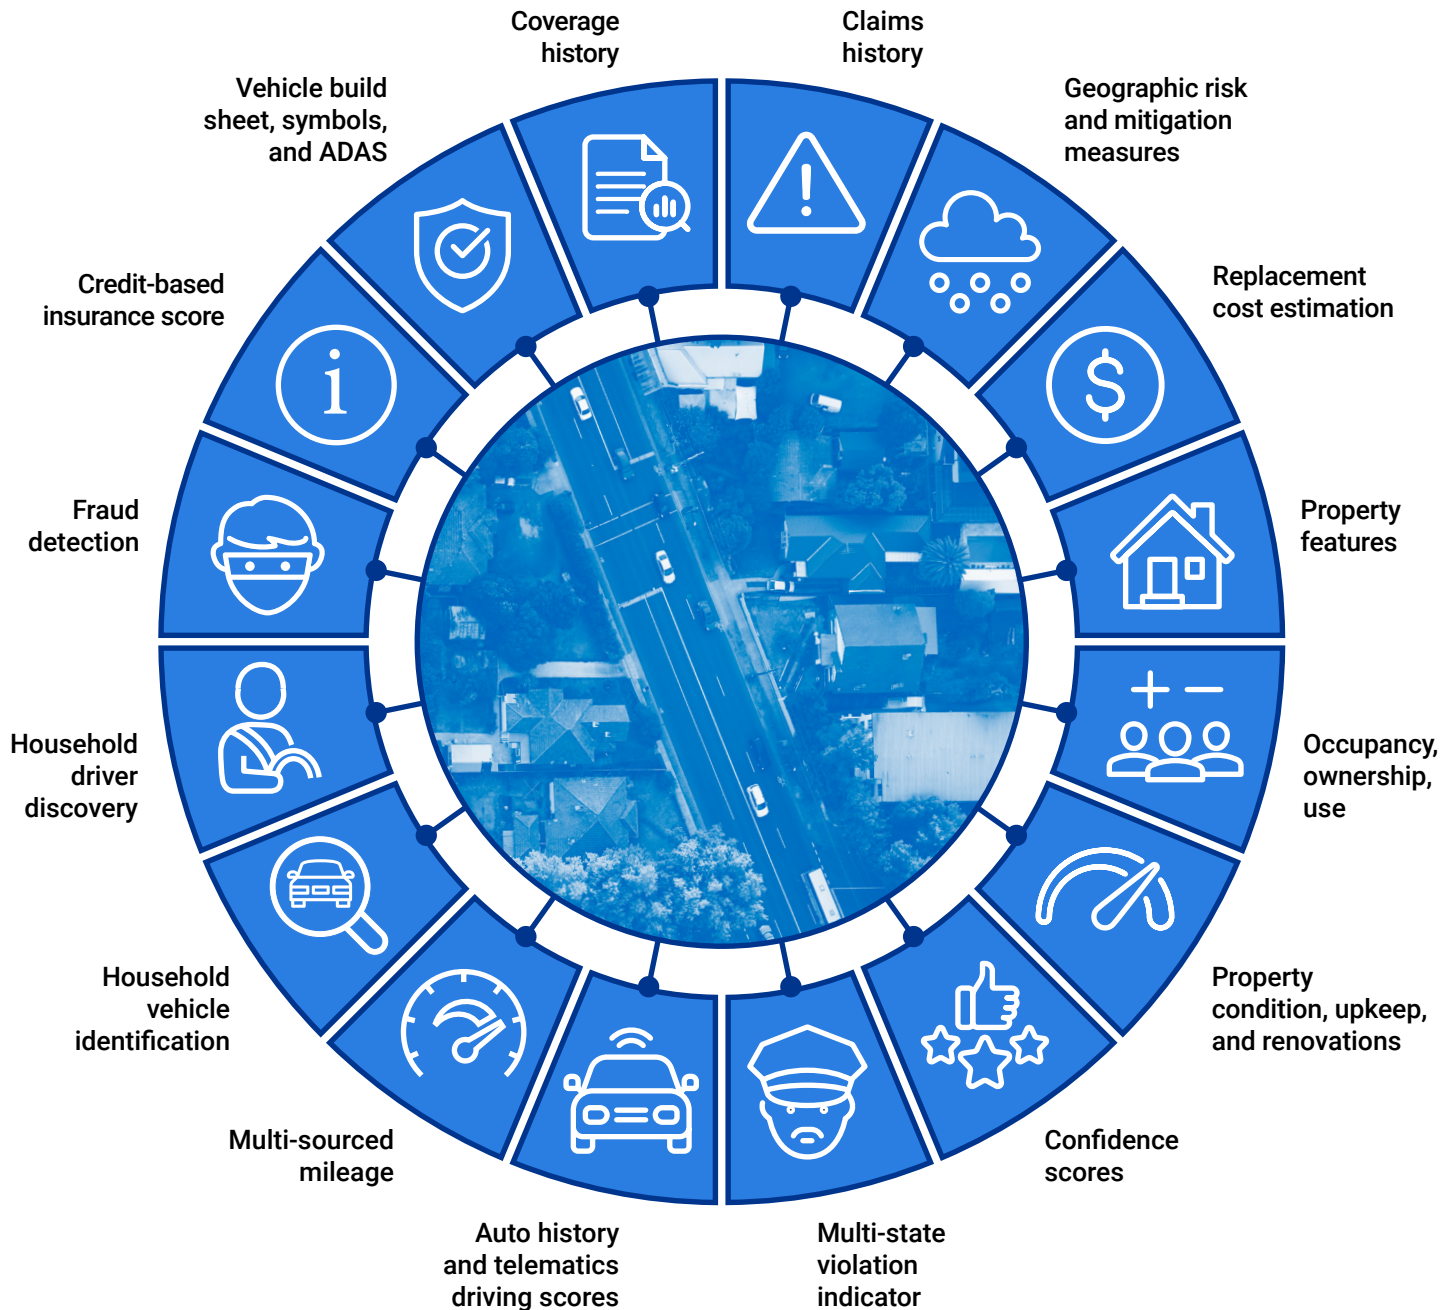 Coverage
history
Claims
history
Geographic risk
and mitigation
measures
Replacement
cost estimation
Property
features
Occupancy,
ownership,
use
Property
condition, upkeep,
and renovations
Confidence
scores
Multi-state
violation
indicator
Auto history
and telematics
driving scores
Multi-sourced
mileage
Household
vehicle
identification
Household
driver
discovery
Fraud
detection
Credit-based
insurance score
Vehicle build
sheet, symbols,
and ADAS